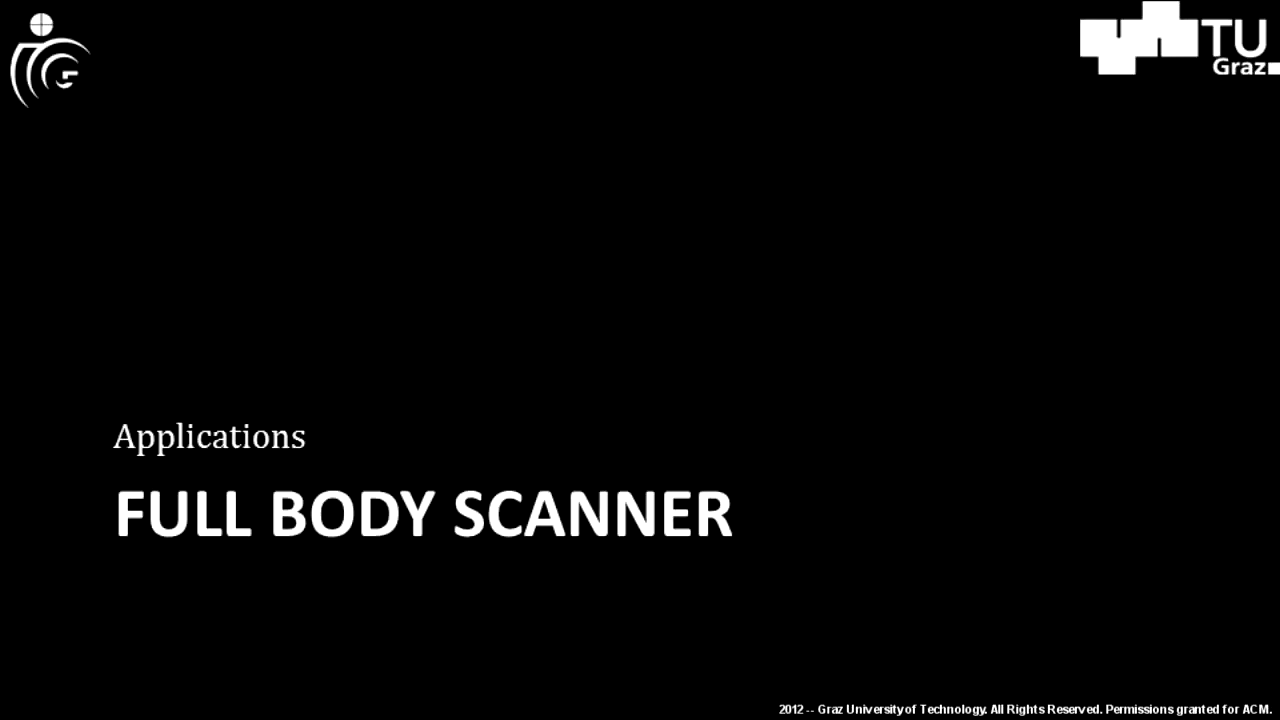 TU
Graz
Applications
FULL BODY SCANNER
2012 -- Graz University of Technology. All Rights Reserved. Permissions granted for ACM.